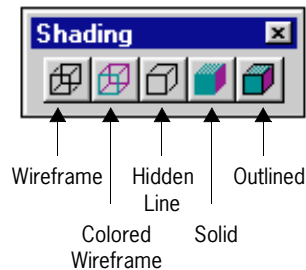 Shading
Wireframe
Hidden
Line
Outlined
Colored
Wireframe
Solid